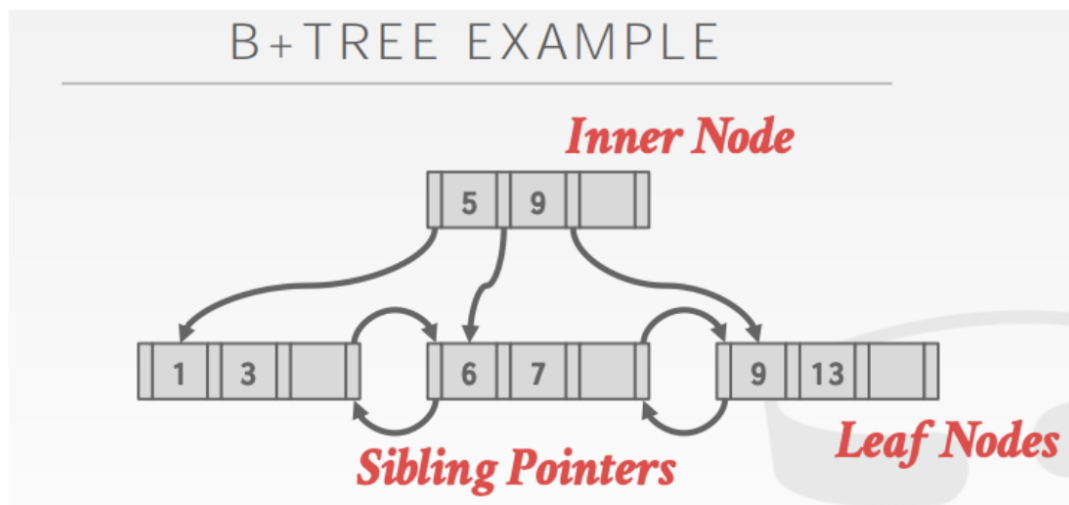 B+TREE EXAMPLE
Inner Node
5 9
1 3 6 7 9 13
Leaf Nodes
Sibling Pointers